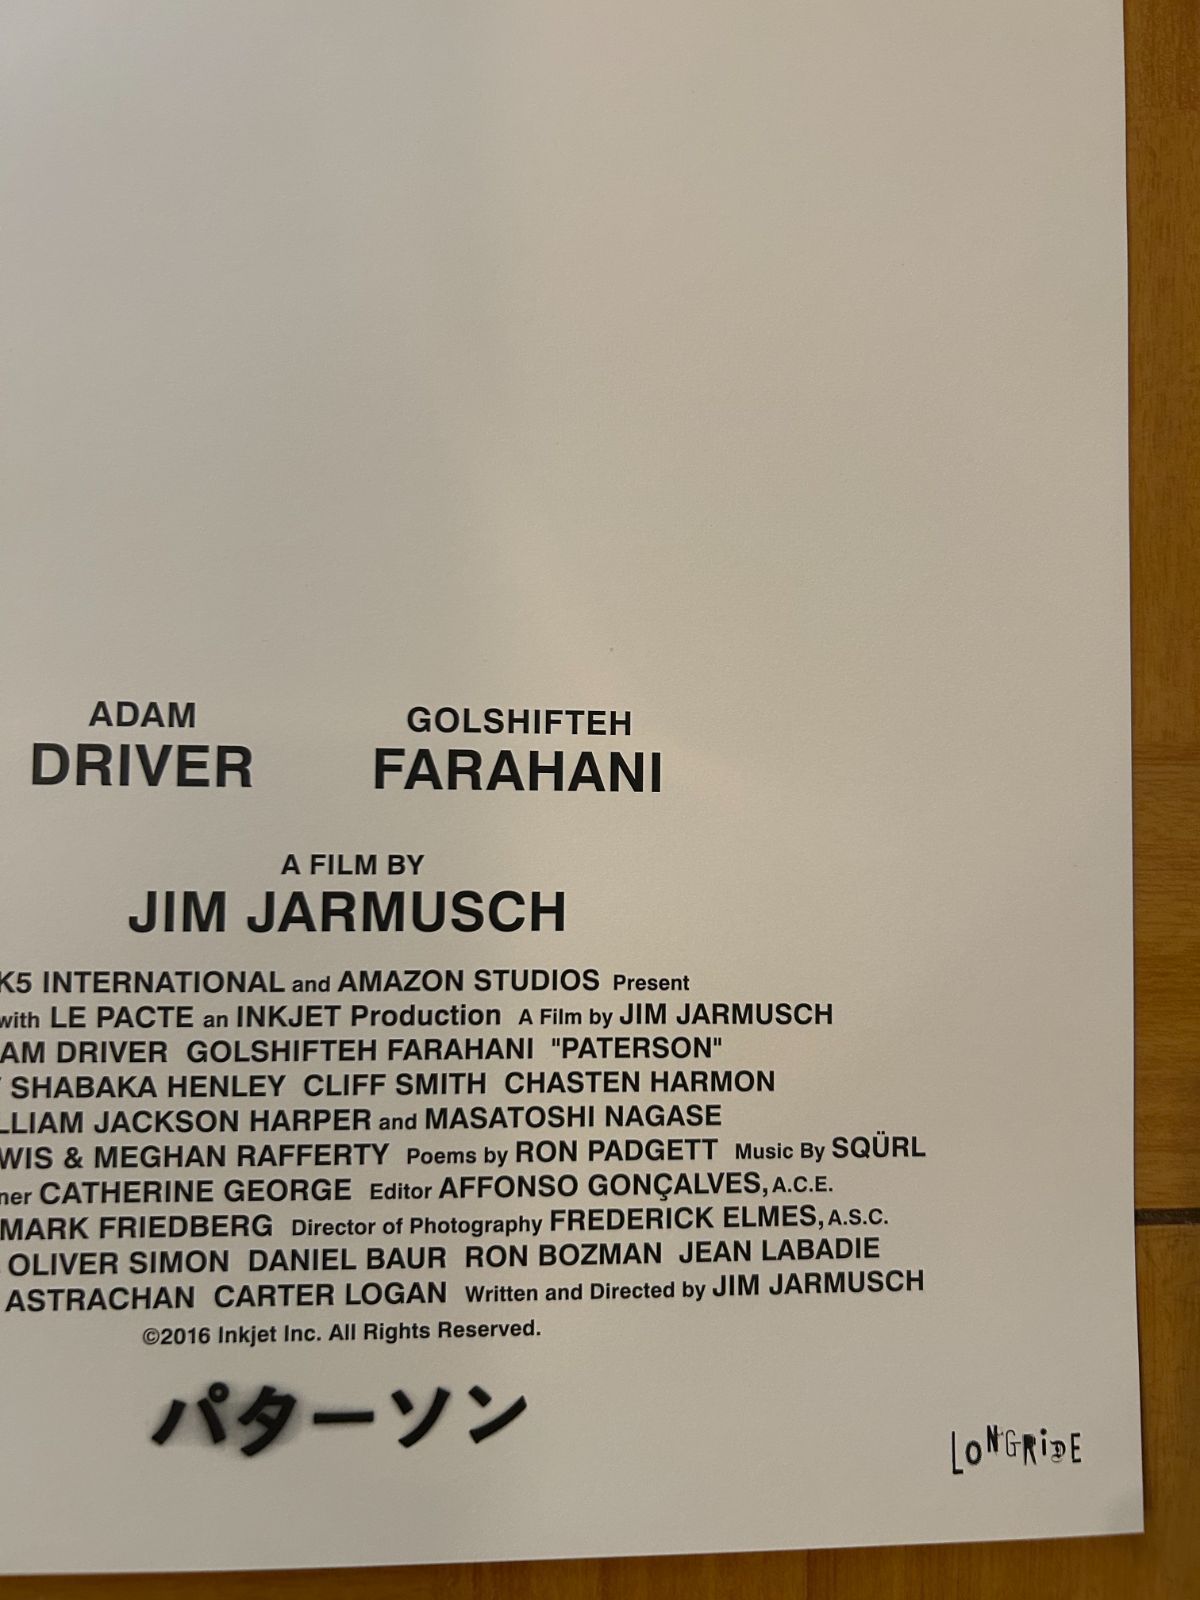 ADAM
DRIVER
GOLSHIFTEH
FARAHANI
A FILM BY
JIM JARMUSCH
K5 INTERNATIONAL and AMAZON STUDIOS Present
with LE PACTE an INKJET Production A Film by JIM JARMUSCH
AM DRIVER GOLSHIFTEH FARAHANI "PATERSON"
SHABAKA HENLEY CLIFF SMITH CHASTEN HARMON
LLIAM JACKSON HARPER and MASATOSHI NAGASE
WIS & MEGHAN RAFFERTY Poems by RON PADGETT Music By SQÜRL
ner CATHERINE GEORGE Editor AFFONSO GONÇALVES, A.C.E.
MARK FRIEDBERG Director of Photography FREDERICK ELMES, A.S.C.
OLIVER SIMON DANIEL BAUR RON BOZMAN JEAN LABADIE
ASTRACHAN CARTER LOGAN Written and Directed by JIM JARMUSCH
©2016 Inkjet Inc. All Rights Reserved.
パターソン
LONGRiDE